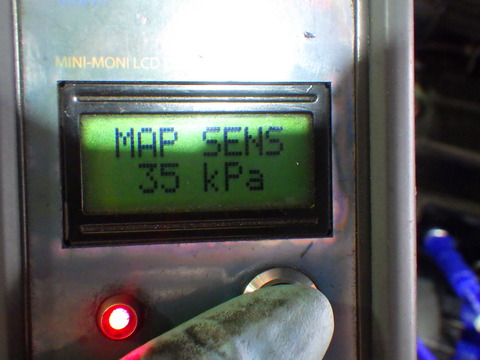 MINI-MONI LCD
MAP SENS
35 kPa